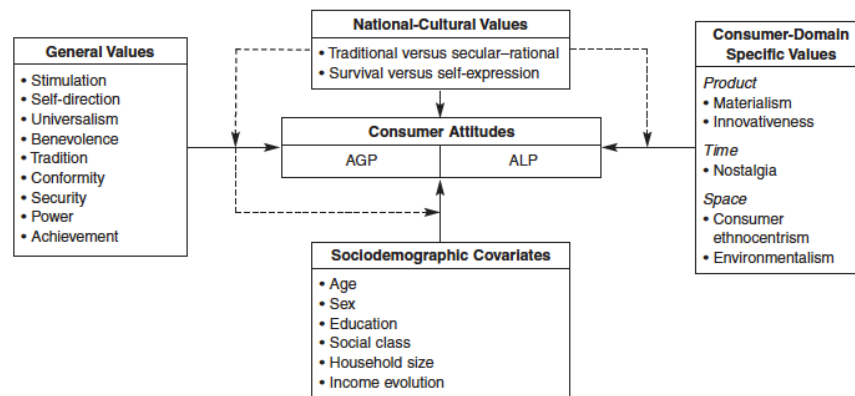 National-Cultural Values
• Traditional versus secular–rational
• Survival versus self-expression
General Values
• Stimulation
• Self-direction
• Universalism
• Benevolence
• Tradition
• Conformity
• Security
• Power
• Achievement
Consumer Attitudes
AGP
ALP
Consumer-Domain
Specific Values
Product
• Materialism
• Innovativeness
Time
• Nostalgia
Space
• Consumer
ethnocentrism
• Environmentalism
Sociodemographic Covariates
• Age
• Sex
• Education
• Social class
• Household size
• Income evolution